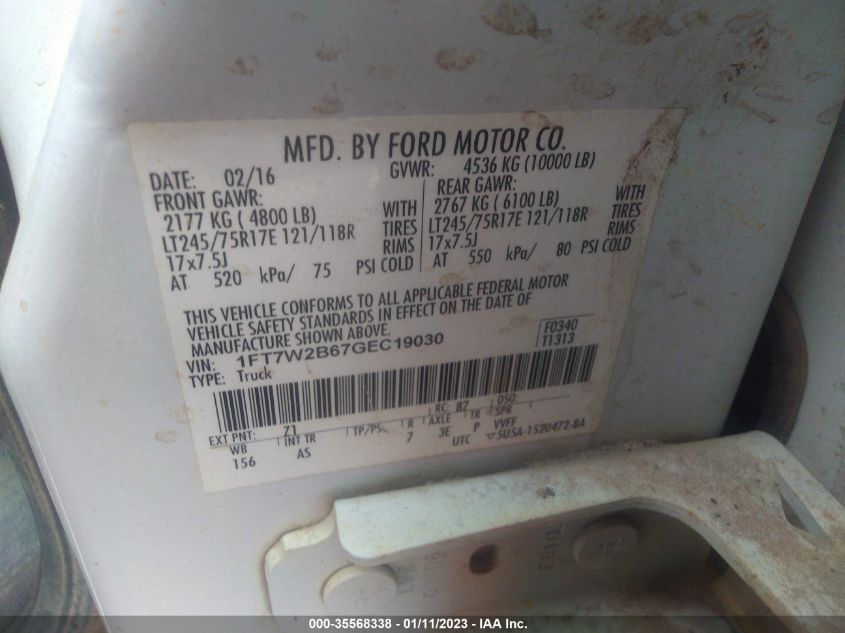 MFD. BY FORD MOTOR CO.
DATE: 02/16 GVWR: 4536 KG (10000 LB)
FRONT GAWR: REAR GAWR:
2177 KG ( 4800 LB) WITH 2767 KG ( 6100 LB) WITH
LT245/75R17E 121/118R TIRES LT245/75R17E 121/118R TIRES
17x7.5J RIMS 17x7.5J RIMS
AT 520 kPa/ 75 PSI COLD AT 550 kPa/ 80 PSI COLD
THIS VEHICLE CONFORMS TO ALL APPLICABLE FEDERAL MOTOR
VEHICLE SAFETY STANDARDS IN EFFECT ON THE DATE OF
MANUFACTURE SHOWN ABOVE.
VIN: 1FT7W2B67GEC19030 F0340
TYPE: Truck T1313
EXT PNT: Z1 RC: 87 DSO:
WB INT TR TP/PS R AXLE TR SPR
156 AS 7 3E P VVFF
UTC 5U5A-1520472-BA
000-35568338 - 01/11/2023 - IAA Inc.